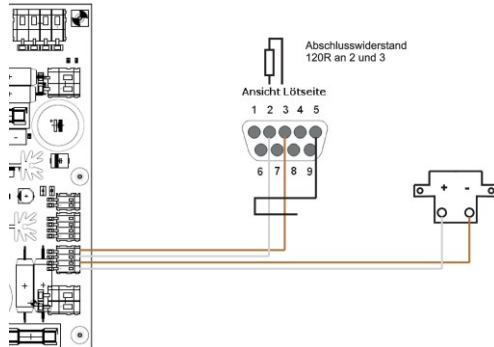 Abschlusswiderstand
120R an 2 und 3
Ansicht Lötseite
1 2 3 4 5
6 7 8 9
+ -